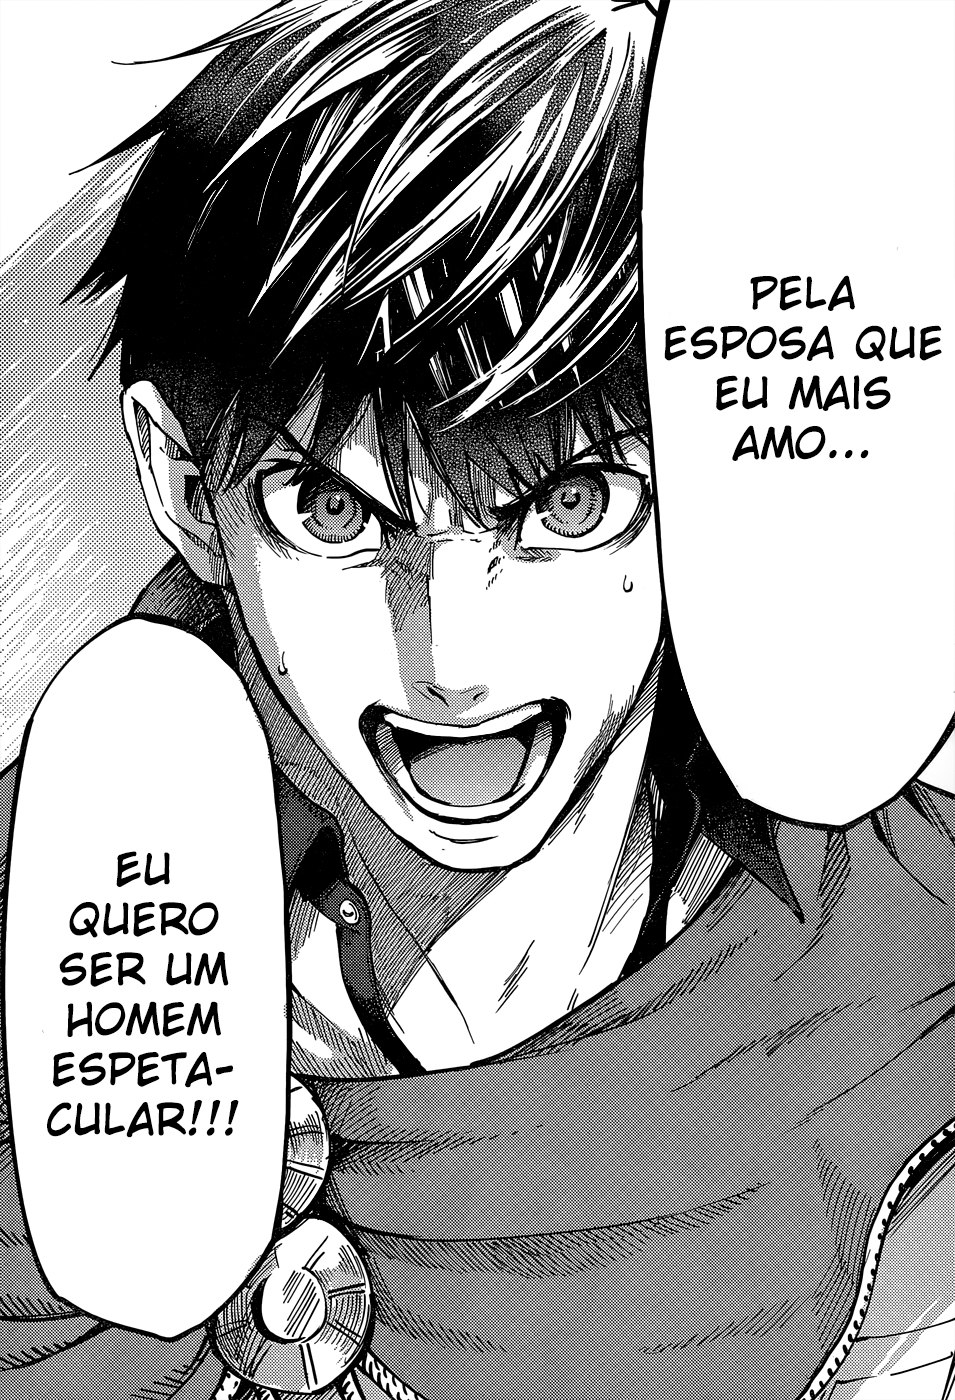 PELA
ESPOSA QUE
EU MAIS
AMO...
EU
QUERO
SER UM
HOMEM
ESPETA-
CULAR!!!